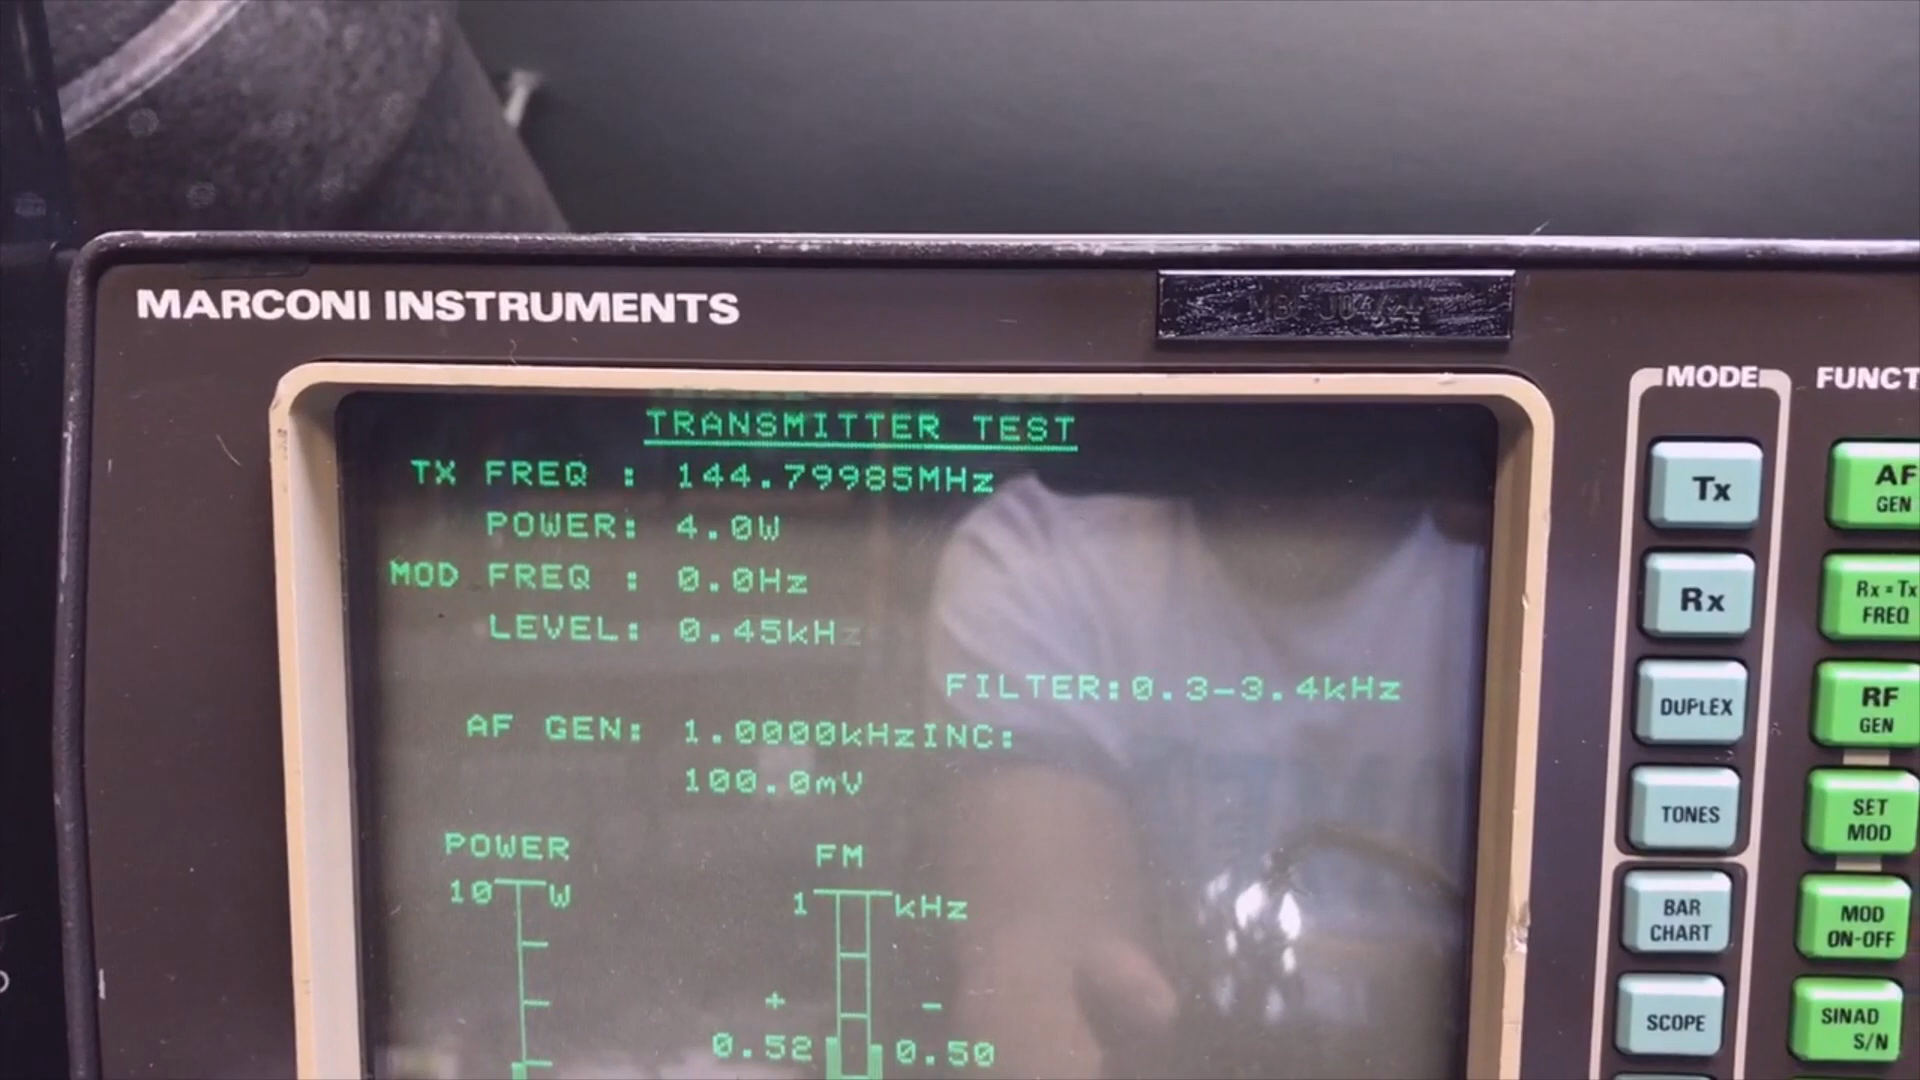 MARCONI INSTRUMENTS
TRANSMITTER TEST
TX FREQ : 144.79985MHz
POWER: 4.0W
MOD FREQ : 0.0Hz
LEVEL: 0.45kHz
FILTER:0.3-3.4kHz
AF GEN: 1.0000kHzINC:
100.0mV
POWER
10 W
FM
1 kHz
+ -
0.52 0.50
MODE
Tx
Rx
DUPLEX
TONES
BAR
CHART
SCOPE
FUNCT
AF
GEN
Rx=Tx
FREQ
RF
GEN
SET
MOD
MOD
ON-OFF
SINAD
S/N